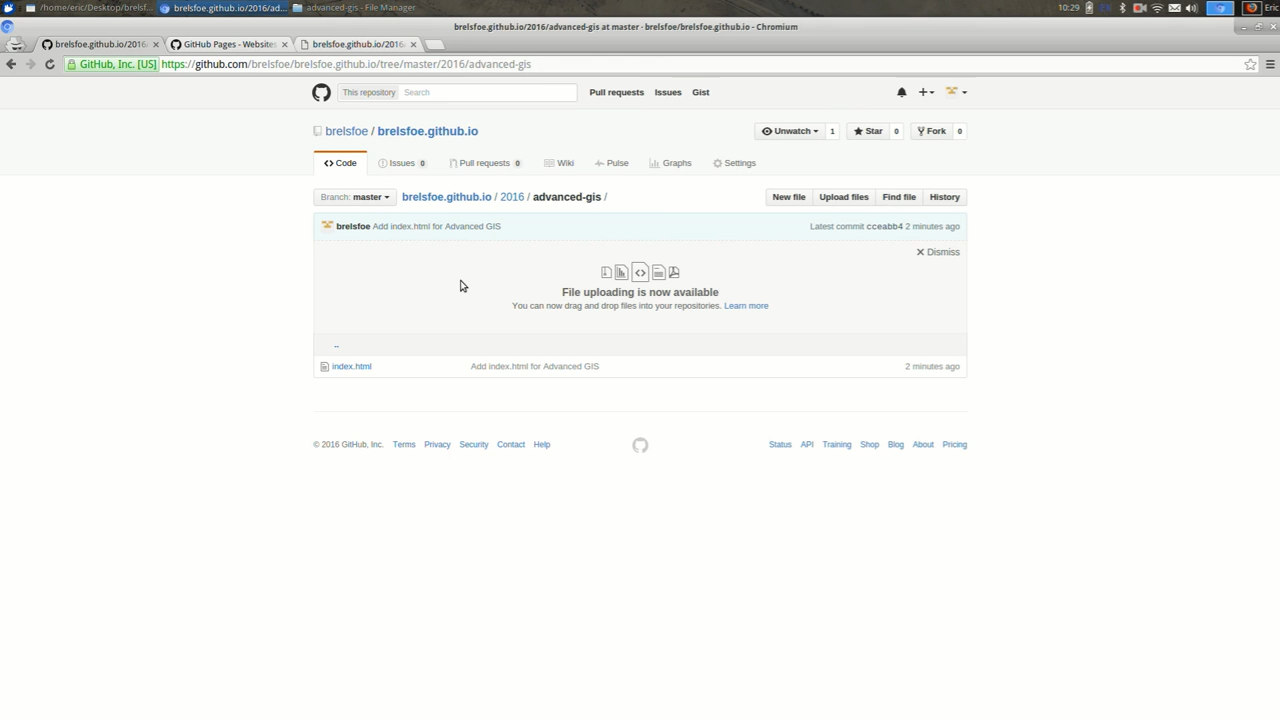 /home/eric/Desktop/brelsf... brelsfoe.github.io/2016/ad... advanced-gis - File Manager 10:29 EN Eric
brelsfoe.github.io/2016/advanced-gis at master · brelsfoe/brelsfoe.github.io - Chromium
brelsfoe.github.io/2016 × GitHub Pages - Websites × brelsfoe.github.io/2016 ×
GitHub, Inc. [US] https://github.com/brelsfoe/brelsfoe.github.io/tree/master/2016/advanced-gis
This repository Search Pull requests Issues Gist
brelsfoe / brelsfoe.github.io Unwatch 1 Star 0 Fork 0
Code Issues 0 Pull requests 0 Wiki Pulse Graphs Settings
Branch: master brelsfoe.github.io / 2016 / advanced-gis / New file Upload files Find file History
brelsfoe Add index.html for Advanced GIS Latest commit cceabb4 2 minutes ago
Dismiss
File uploading is now available
You can now drag and drop files into your repositories. Learn more
..
index.html Add index.html for Advanced GIS 2 minutes ago
© 2016 GitHub, Inc. Terms Privacy Security Contact Help Status API Training Shop Blog About Pricing